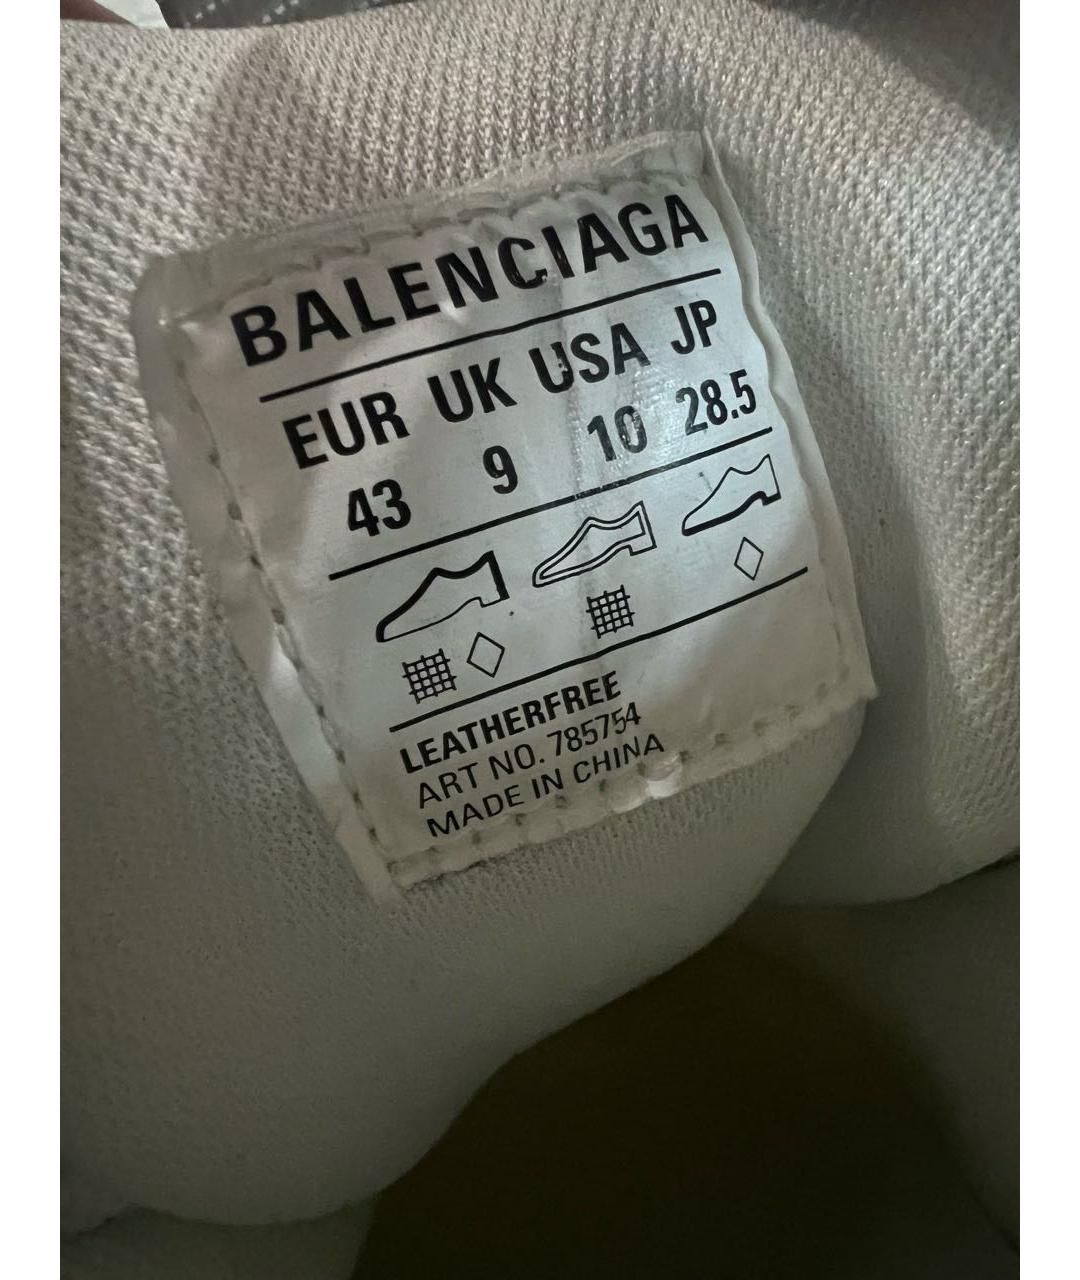 BALENCIAGA
EUR UK USA JP
43 9 10 28.5
LEATHERFREE
ART NO. 785754
MADE IN CHINA